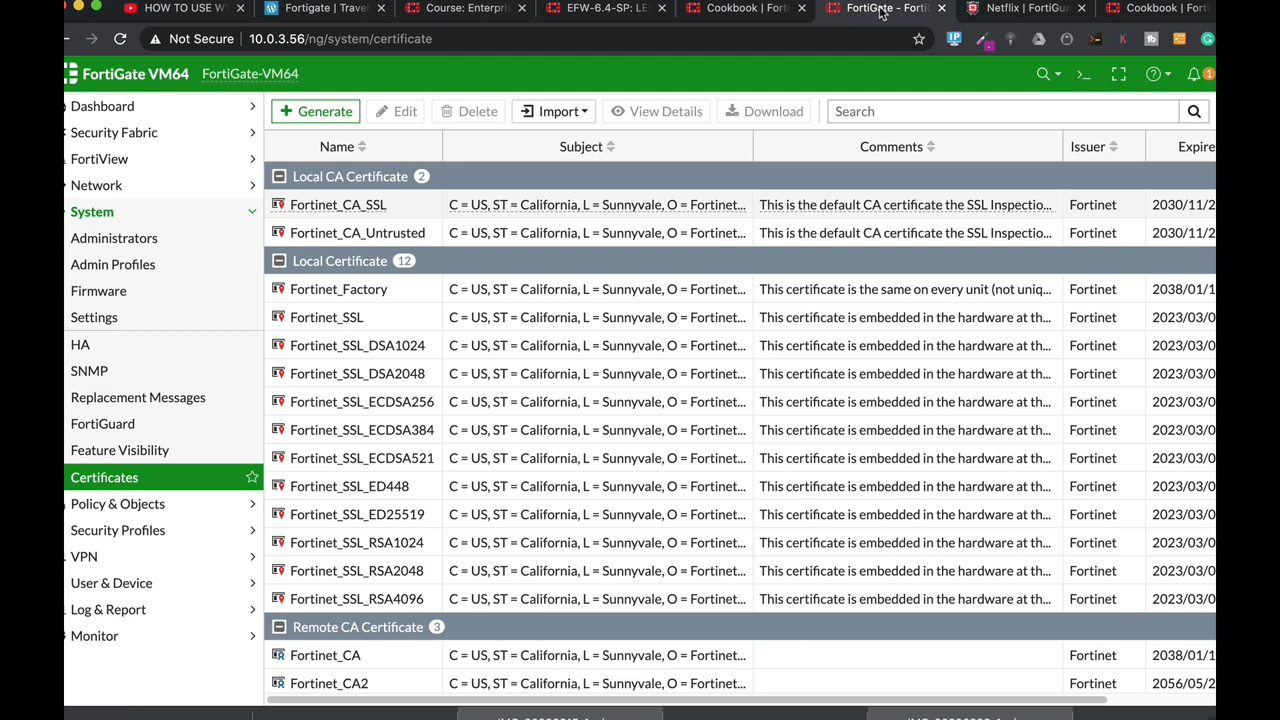 HOW TO USE W
Fortigate | Trave
Course: Enterpris
EFW-6.4-SP: LES
Cookbook | Forti
FortiGate - Forti
Netflix | FortiGua
Cookbook | Forti
Not Secure 10.0.3.56/ng/system/certificate
FortiGate VM64 FortiGate-VM64
1
Dashboard
Security Fabric
FortiView
Network
System
Administrators
Admin Profiles
Firmware
Settings
HA
SNMP
Replacement Messages
FortiGuard
Feature Visibility
Certificates
Policy & Objects
Security Profiles
VPN
User & Device
Log & Report
Monitor
Generate Edit Delete Import View Details Download Search
Name Subject Comments Issuer Expire
Local CA Certificate 2
Fortinet_CA_SSL C = US, ST = California, L = Sunnyvale, O = Fortinet... This is the default CA certificate the SSL Inspectio... Fortinet 2030/11/2
Fortinet_CA_Untrusted C = US, ST = California, L = Sunnyvale, O = Fortinet... This is the default CA certificate the SSL Inspectio... Fortinet 2030/11/2
Local Certificate 12
Fortinet_Factory C = US, ST = California, L = Sunnyvale, O = Fortinet... This certificate is the same on every unit (not uniq... Fortinet 2038/01/1
Fortinet_SSL C = US, ST = California, L = Sunnyvale, O = Fortinet... This certificate is embedded in the hardware at th... Fortinet 2023/03/0
Fortinet_SSL_DSA1024 C = US, ST = California, L = Sunnyvale, O = Fortinet... This certificate is embedded in the hardware at th... Fortinet 2023/03/0
Fortinet_SSL_DSA2048 C = US, ST = California, L = Sunnyvale, O = Fortinet... This certificate is embedded in the hardware at th... Fortinet 2023/03/0
Fortinet_SSL_ECDSA256 C = US, ST = California, L = Sunnyvale, O = Fortinet... This certificate is embedded in the hardware at th... Fortinet 2023/03/0
Fortinet_SSL_ECDSA384 C = US, ST = California, L = Sunnyvale, O = Fortinet... This certificate is embedded in the hardware at th... Fortinet 2023/03/0
Fortinet_SSL_ECDSA521 C = US, ST = California, L = Sunnyvale, O = Fortinet... This certificate is embedded in the hardware at th... Fortinet 2023/03/0
Fortinet_SSL_ED448 C = US, ST = California, L = Sunnyvale, O = Fortinet... This certificate is embedded in the hardware at th... Fortinet 2023/03/0
Fortinet_SSL_ED25519 C = US, ST = California, L = Sunnyvale, O = Fortinet... This certificate is embedded in the hardware at th... Fortinet 2023/03/0
Fortinet_SSL_RSA1024 C = US, ST = California, L = Sunnyvale, O = Fortinet... This certificate is embedded in the hardware at th... Fortinet 2023/03/0
Fortinet_SSL_RSA2048 C = US, ST = California, L = Sunnyvale, O = Fortinet... This certificate is embedded in the hardware at th... Fortinet 2023/03/0
Fortinet_SSL_RSA4096 C = US, ST = California, L = Sunnyvale, O = Fortinet... This certificate is embedded in the hardware at th... Fortinet 2023/03/0
Remote CA Certificate 3
Fortinet_CA C = US, ST = California, L = Sunnyvale, O = Fortinet... Fortinet 2038/01/1
Fortinet_CA2 C = US, ST = California, L = Sunnyvale, O = Fortinet... Fortinet 2056/05/2